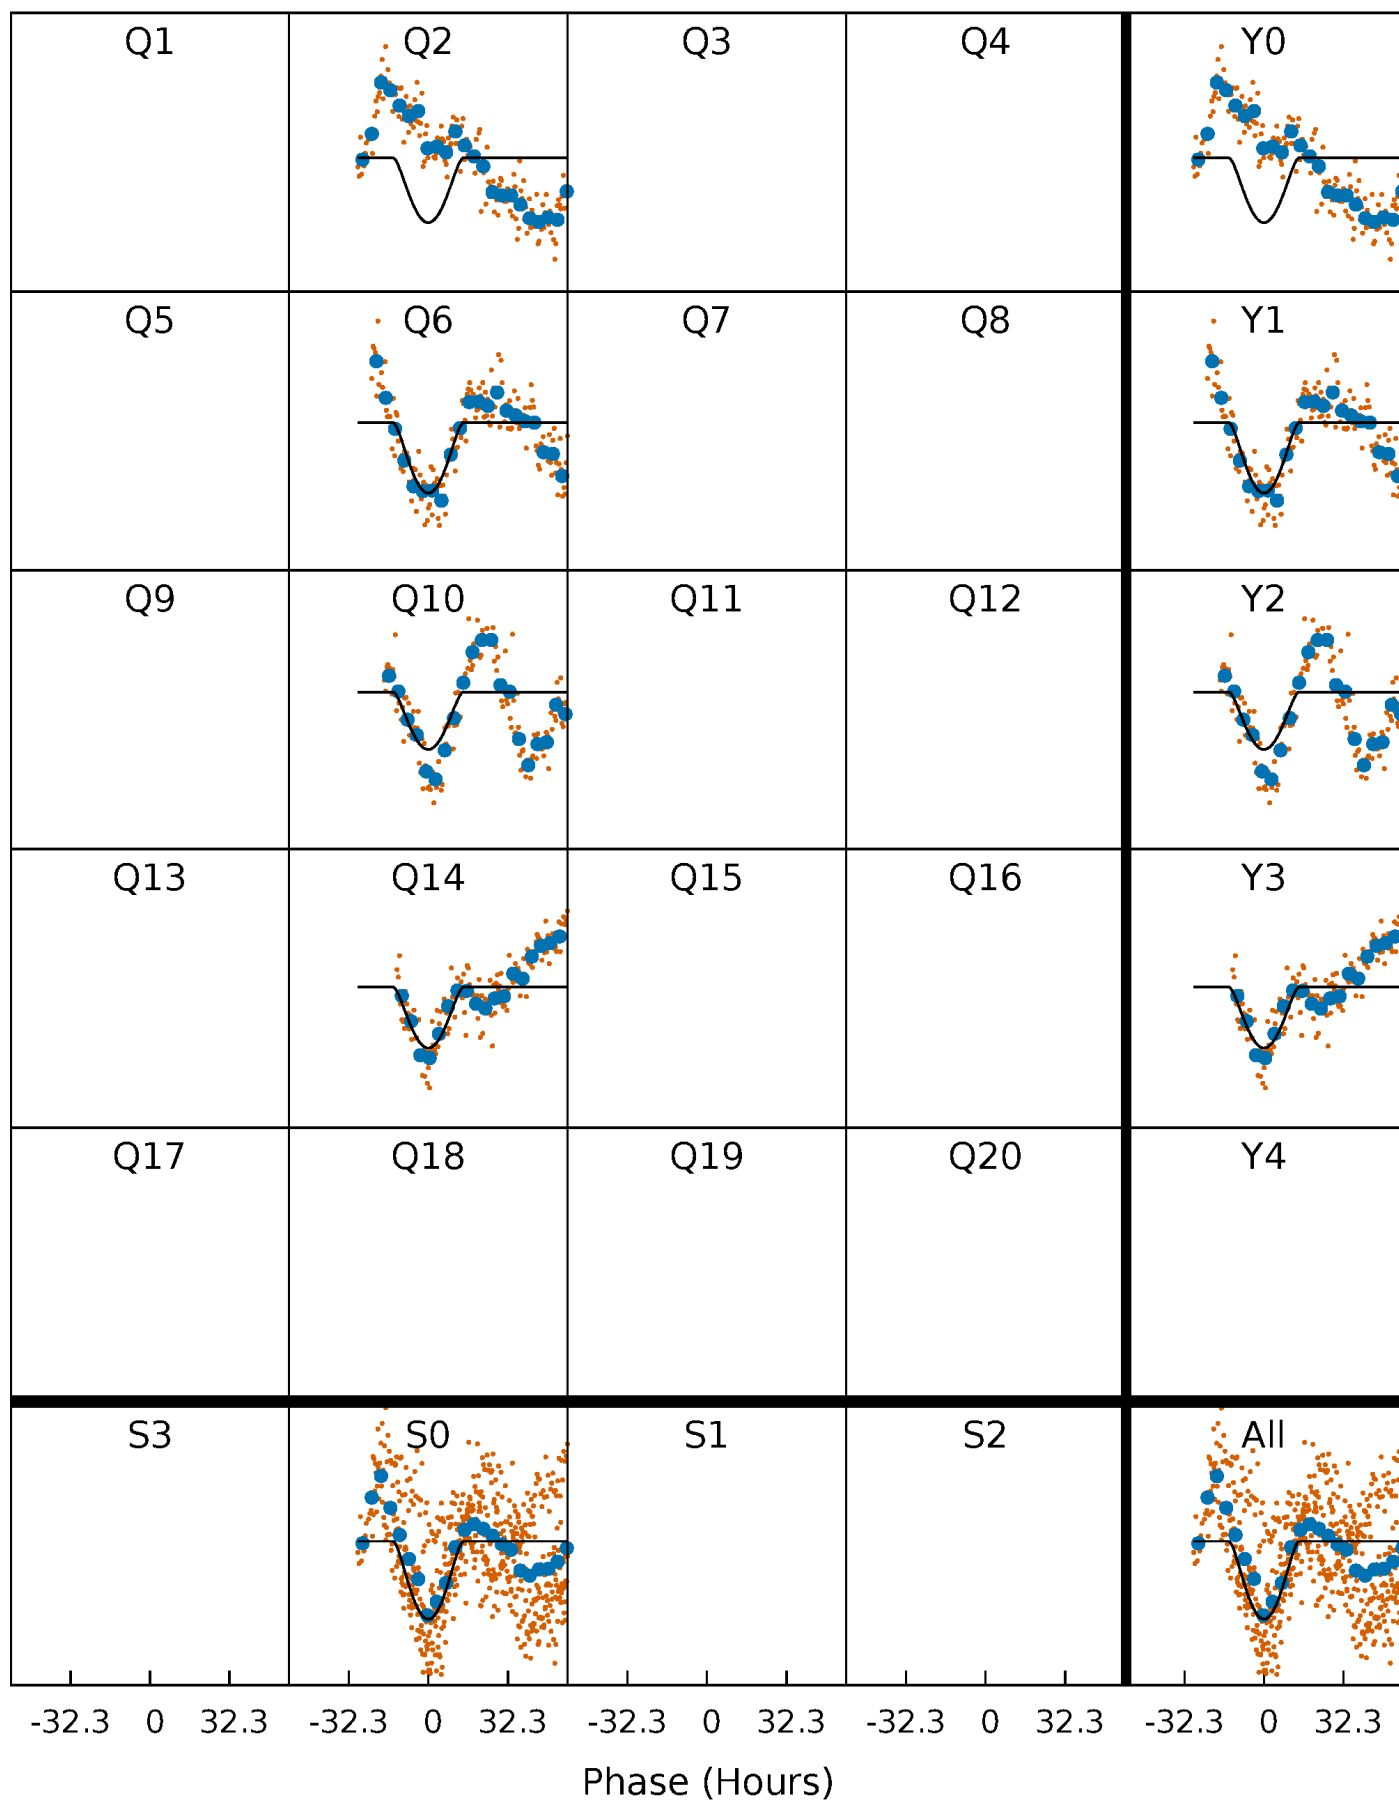 Q1 Q2 Q3 Q4 Y0
Q5 Q6 Q7 Q8 Y1
Q9 Q10 Q11 Q12 Y2
Q13 Q14 Q15 Q16 Y3
Q17 Q18 Q19 Q20 Y4
S3 S0 S1 S2 All
-32.3 0 32.3 -32.3 0 32.3 -32.3 0 32.3 -32.3 0 32.3 -32.3 0 32.3
Phase (Hours)